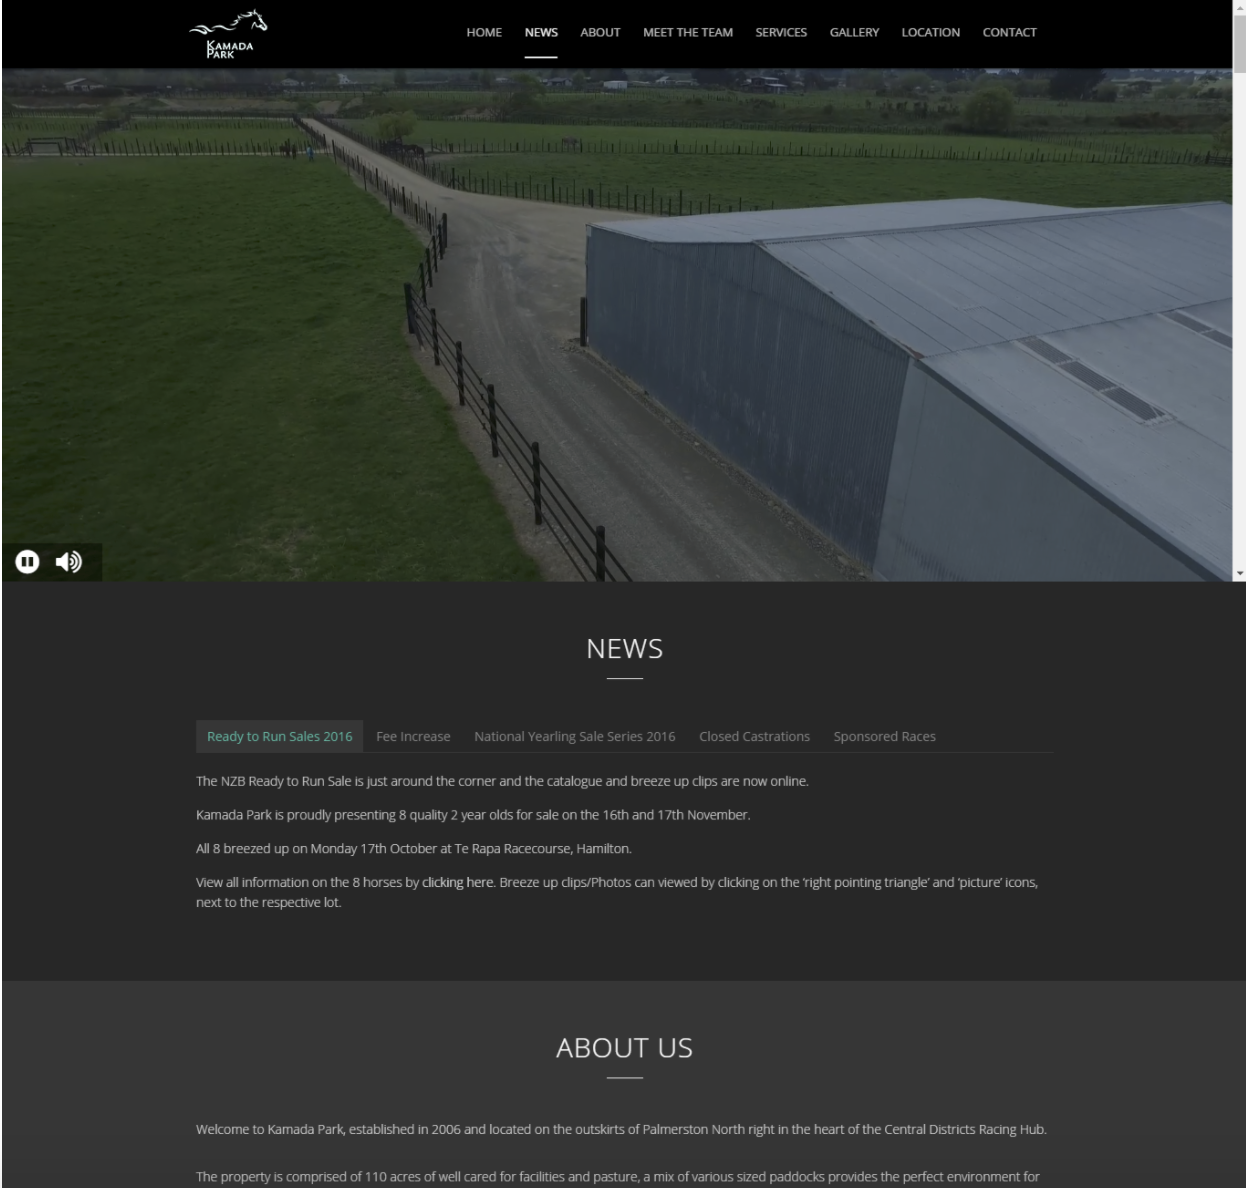 KAMADA
PARK
HOME NEWS ABOUT MEET THE TEAM SERVICES GALLERY LOCATION CONTACT
NEWS
Ready to Run Sales 2016 Fee Increase National Yearling Sale Series 2016 Closed Castrations Sponsored Races
The NZB Ready to Run Sale is just around the corner and the catalogue and breeze up clips are now online.
Kamada Park is proudly presenting 8 quality 2 year olds for sale on the 16th and 17th November.
All 8 breezed up on Monday 17th October at Te Rapa Racecourse, Hamilton.
View all information on the 8 horses by clicking here. Breeze up clips/Photos can viewed by clicking on the ‘right pointing triangle’ and ‘picture’ icons,
next to the respective lot.
ABOUT US
Welcome to Kamada Park, established in 2006 and located on the outskirts of Palmerston North right in the heart of the Central Districts Racing Hub.
The property is comprised of 110 acres of well cared for facilities and pasture, a mix of various sized paddocks provides the perfect environment for